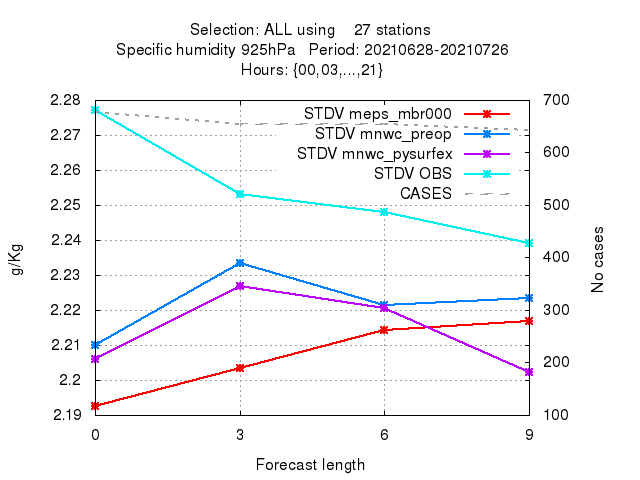 Selection: ALL using    27 stations
Specific humidity 925hPa   Period: 20210628-20210726
Hours: {00,03,...,21}
STDV meps_mbr000
STDV mnwc_preop
STDV mnwc_pysurfex
STDV OBS
CASES
2.28
2.27
2.26
2.25
2.24
2.23
2.22
2.21
2.2
2.19
g/Kg
700
600
500
400
300
200
100
No cases
0 3 6 9
Forecast length